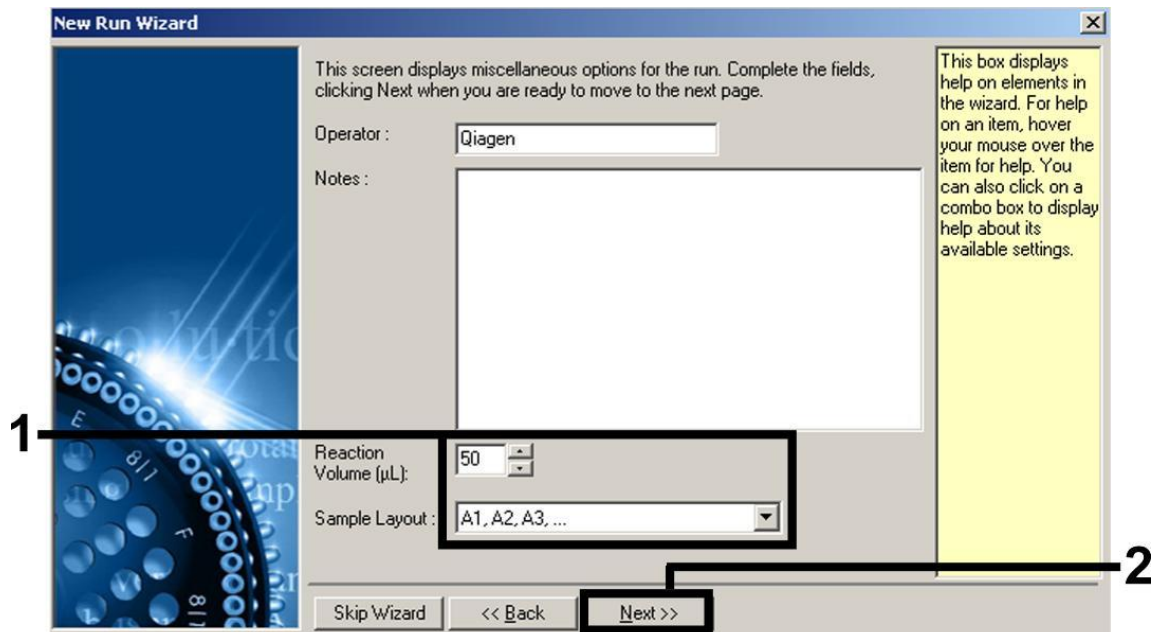 New Run Wizard
This screen displays miscellaneous options for the run. Complete the fields,
clicking Next when you are ready to move to the next page.
Operator :
Qiagen
Notes :
Reaction
Volume (µL):
50
Sample Layout :
A1, A2, A3, ...
Skip Wizard
<< Back
Next >>
This box displays
help on elements in
the wizard. For help
on an item, hover
your mouse over the
item for help. You
can also click on a
combo box to display
help about its
available settings.
1
2
E
8|1
F
8|1